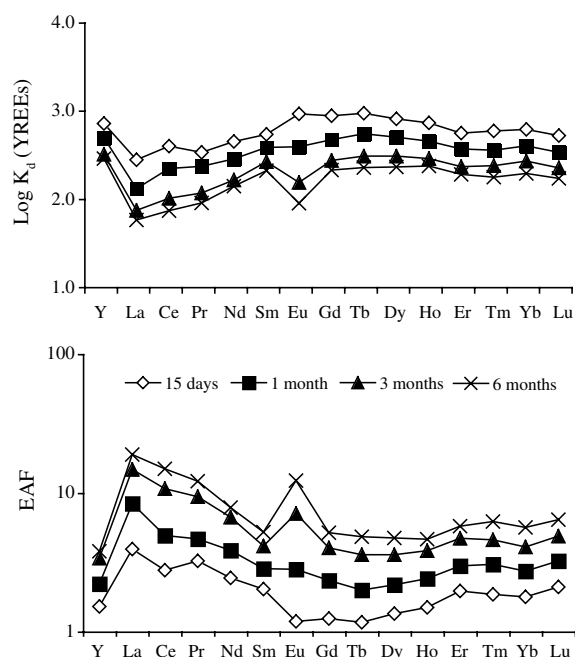 4.0
3.0
2.0
1.0
Log Kd (YREEs)
Y La Ce Pr Nd Sm Eu Gd Tb Dy Ho Er Tm Yb Lu
100
10
1
EAF
15 days 1 month 3 months 6 months
Y La Ce Pr Nd Sm Eu Gd Tb Dy Ho Er Tm Yb Lu